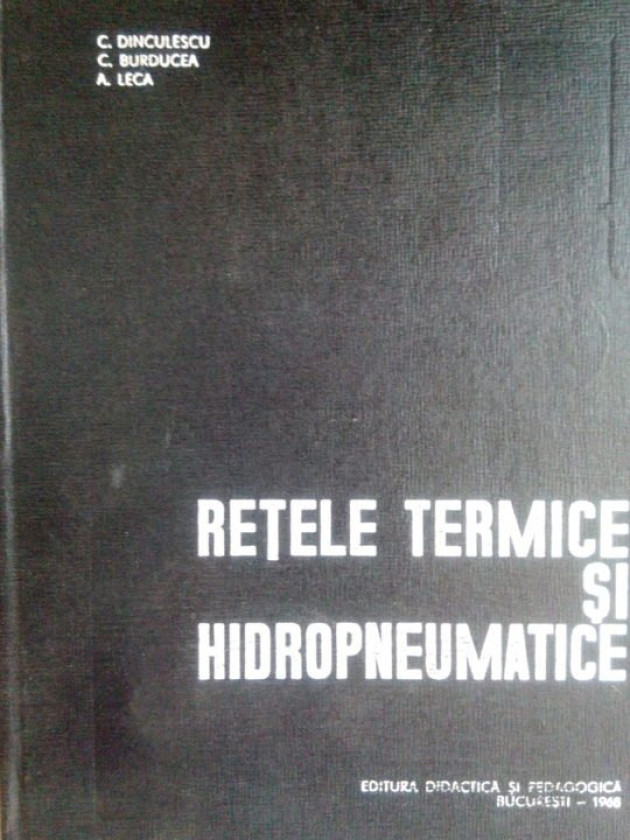 C. DINCULESCU
C. BURDUCEA
A. LECA
REȚELE TERMICE
ȘI
HIDROPNEUMATICE
EDITURA DIDACTICĂ ȘI PEDAGOGICĂ
BUCUREȘTI – 1968